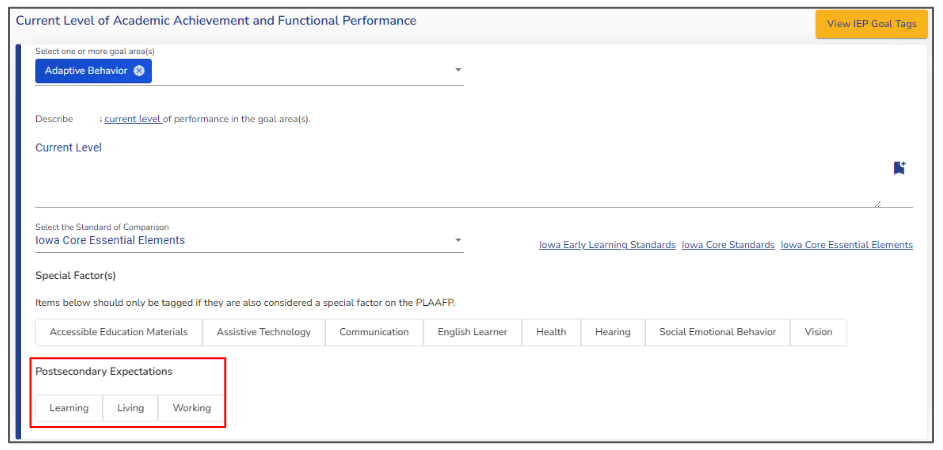 Current Level of Academic Achievement and Functional Performance
View IEP Goal Tags
Select one or more goal area(s)
Adaptive Behavior
Describe s current level of performance in the goal area(s).
Current Level
Select the Standard of Comparison
Iowa Core Essential Elements
Iowa Early Learning Standards Iowa Core Standards Iowa Core Essential Elements
Special Factor(s)
Items below should only be tagged if they are also considered a special factor on the PLAAFP.
Accessible Education Materials Assistive Technology Communication English Learner Health Hearing Social Emotional Behavior Vision
Postsecondary Expectations
Learning Living Working